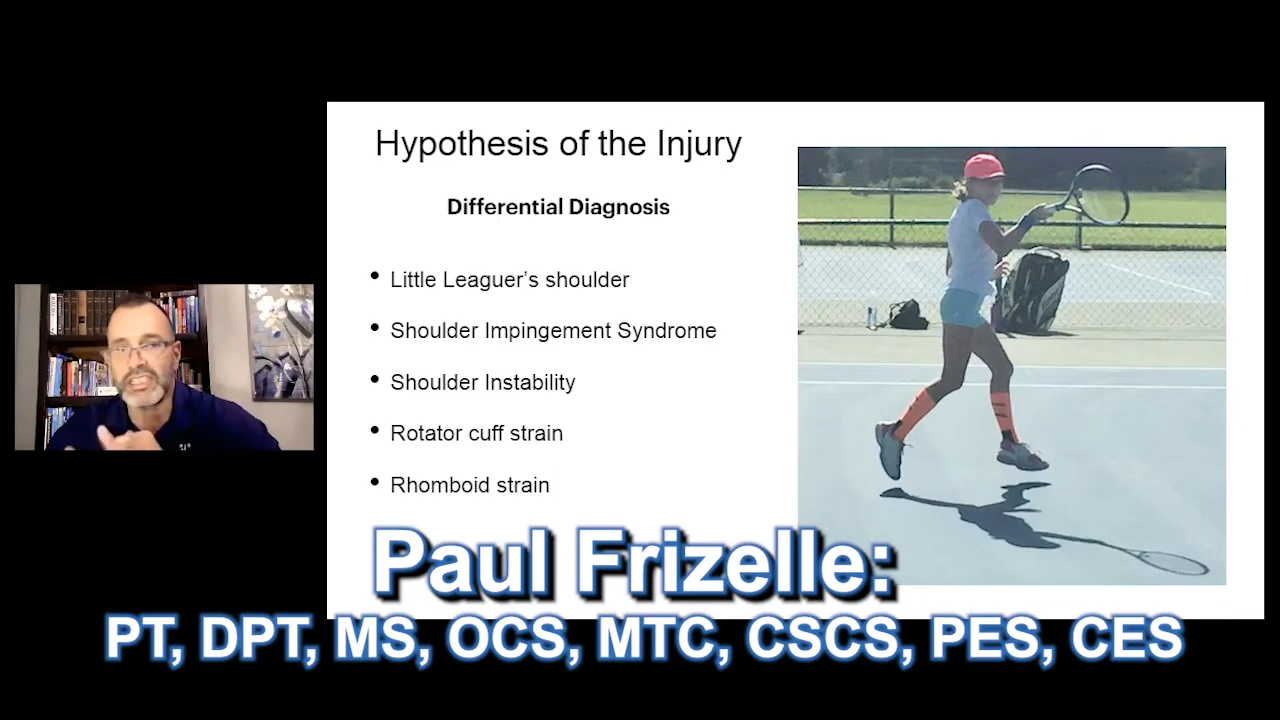 Hypothesis of the Injury
Differential Diagnosis
• Little Leaguer’s shoulder
• Shoulder Impingement Syndrome
• Shoulder Instability
• Rotator cuff strain
• Rhomboid strain
Paul Frizelle:
PT, DPT, MS, OCS, MTC, CSCS, PES, CES